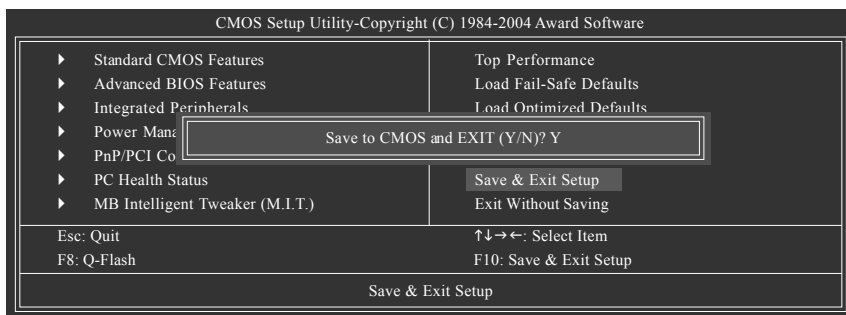 CMOS Setup Utility-Copyright (C) 1984-2004 Award Software
Standard CMOS Features
Advanced BIOS Features
Integrated Peripherals
Power Mana
PnP/PCI Co
PC Health Status
MB Intelligent Tweaker (M.I.T.)
Top Performance
Load Fail-Safe Defaults
Load Optimized Defaults
Save & Exit Setup
Exit Without Saving
Save to CMOS and EXIT (Y/N)? Y
Esc: Quit
↑↓→←: Select Item
F8: Q-Flash
F10: Save & Exit Setup
Save & Exit Setup